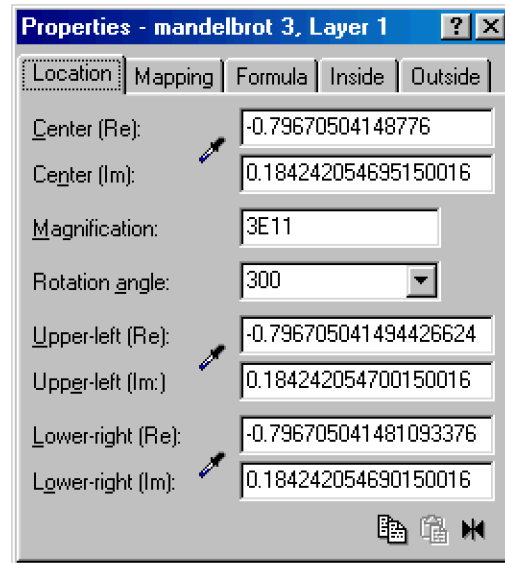 Properties - mandelbrot 3, Layer 1
Location Mapping Formula Inside Outside
Center (Re): -0.79670504148776
Center (Im): 0.184242054695150016
Magnification: 3E11
Rotation angle: 300
Upper-left (Re): -0.796705041494426624
Upper-left (Im:) 0.184242054700150016
Lower-right (Re): -0.796705041481093376
Lower-right (Im): 0.184242054690150016